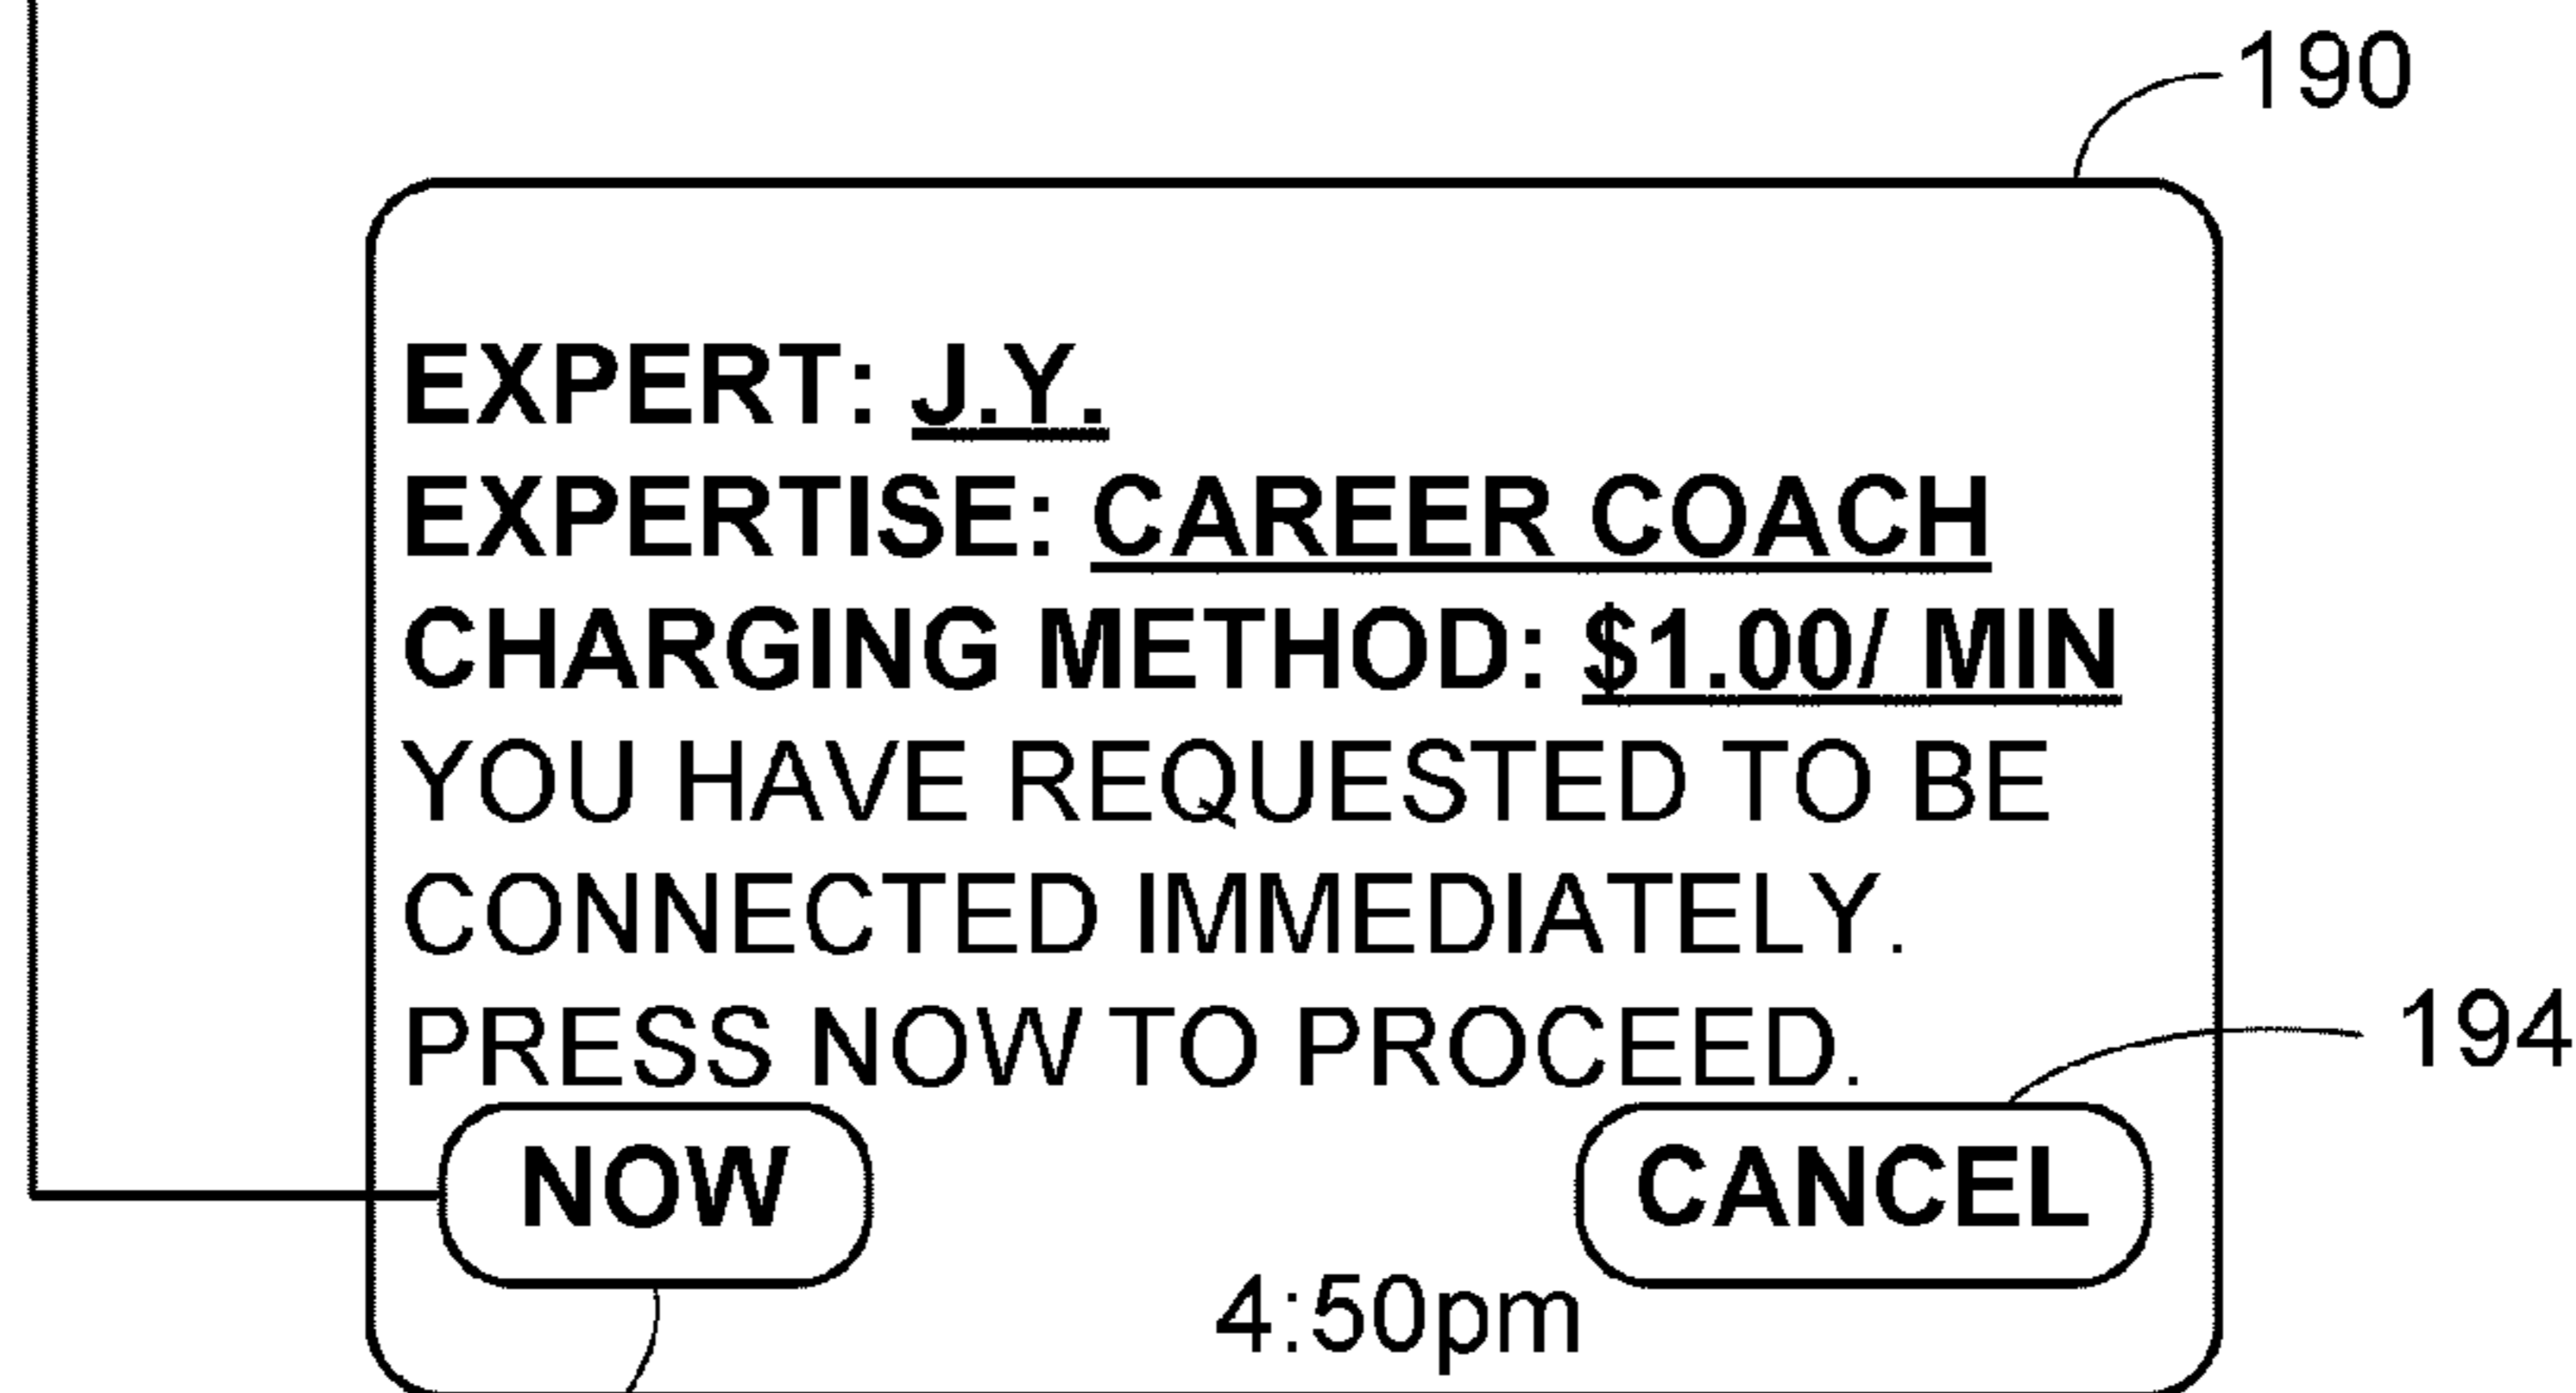 190
EXPERT: J.Y.
EXPERTISE: CAREER COACH
CHARGING METHOD: $1.00/ MIN
YOU HAVE REQUESTED TO BE
CONNECTED IMMEDIATELY.
PRESS NOW TO PROCEED.
194
NOW CANCEL
4:50pm